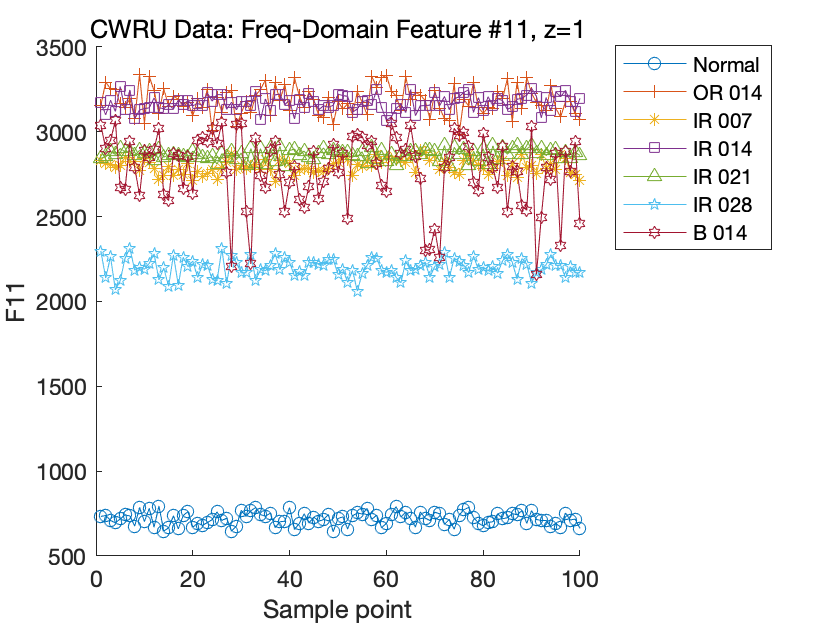 CWRU Data: Freq-Domain Feature #11, z=1
3500
3000
2500
2000
1500
1000
500
F11
0
20
40
60
80
100
Sample point
Normal
OR 014
IR 007
IR 014
IR 021
IR 028
B 014